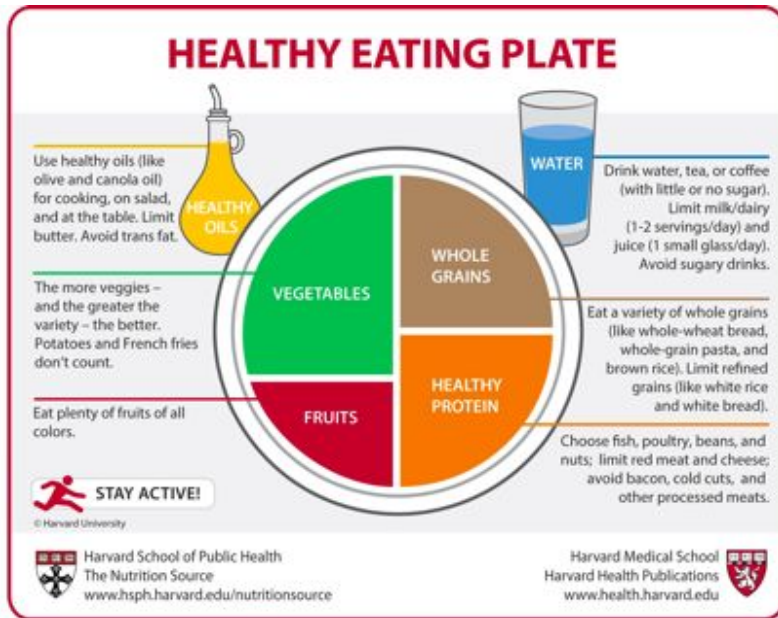 HEALTHY EATING PLATE
Use healthy oils (like
olive and canola oil)
for cooking, on salad,
and at the table. Limit
butter. Avoid trans fat.
HEALTHY
OILS
The more veggies –
and the greater the
variety – the better.
Potatoes and French fries
don't count.
Eat plenty of fruits of all
colors.
VEGETABLES
FRUITS
WHOLE
GRAINS
HEALTHY
PROTEIN
WATER
Drink water, tea, or coffee
(with little or no sugar).
Limit milk/dairy
(1-2 servings/day) and
juice (1 small glass/day).
Avoid sugary drinks.
Eat a variety of whole grains
(like whole-wheat bread,
whole-grain pasta, and
brown rice). Limit refined
grains (like white rice
and white bread).
Choose fish, poultry, beans, and
nuts; limit red meat and cheese;
avoid bacon, cold cuts, and
other processed meats.
STAY ACTIVE!
© Harvard University
Harvard School of Public Health
The Nutrition Source
www.hsph.harvard.edu/nutritionsource
Harvard Medical School
Harvard Health Publications
www.health.harvard.edu